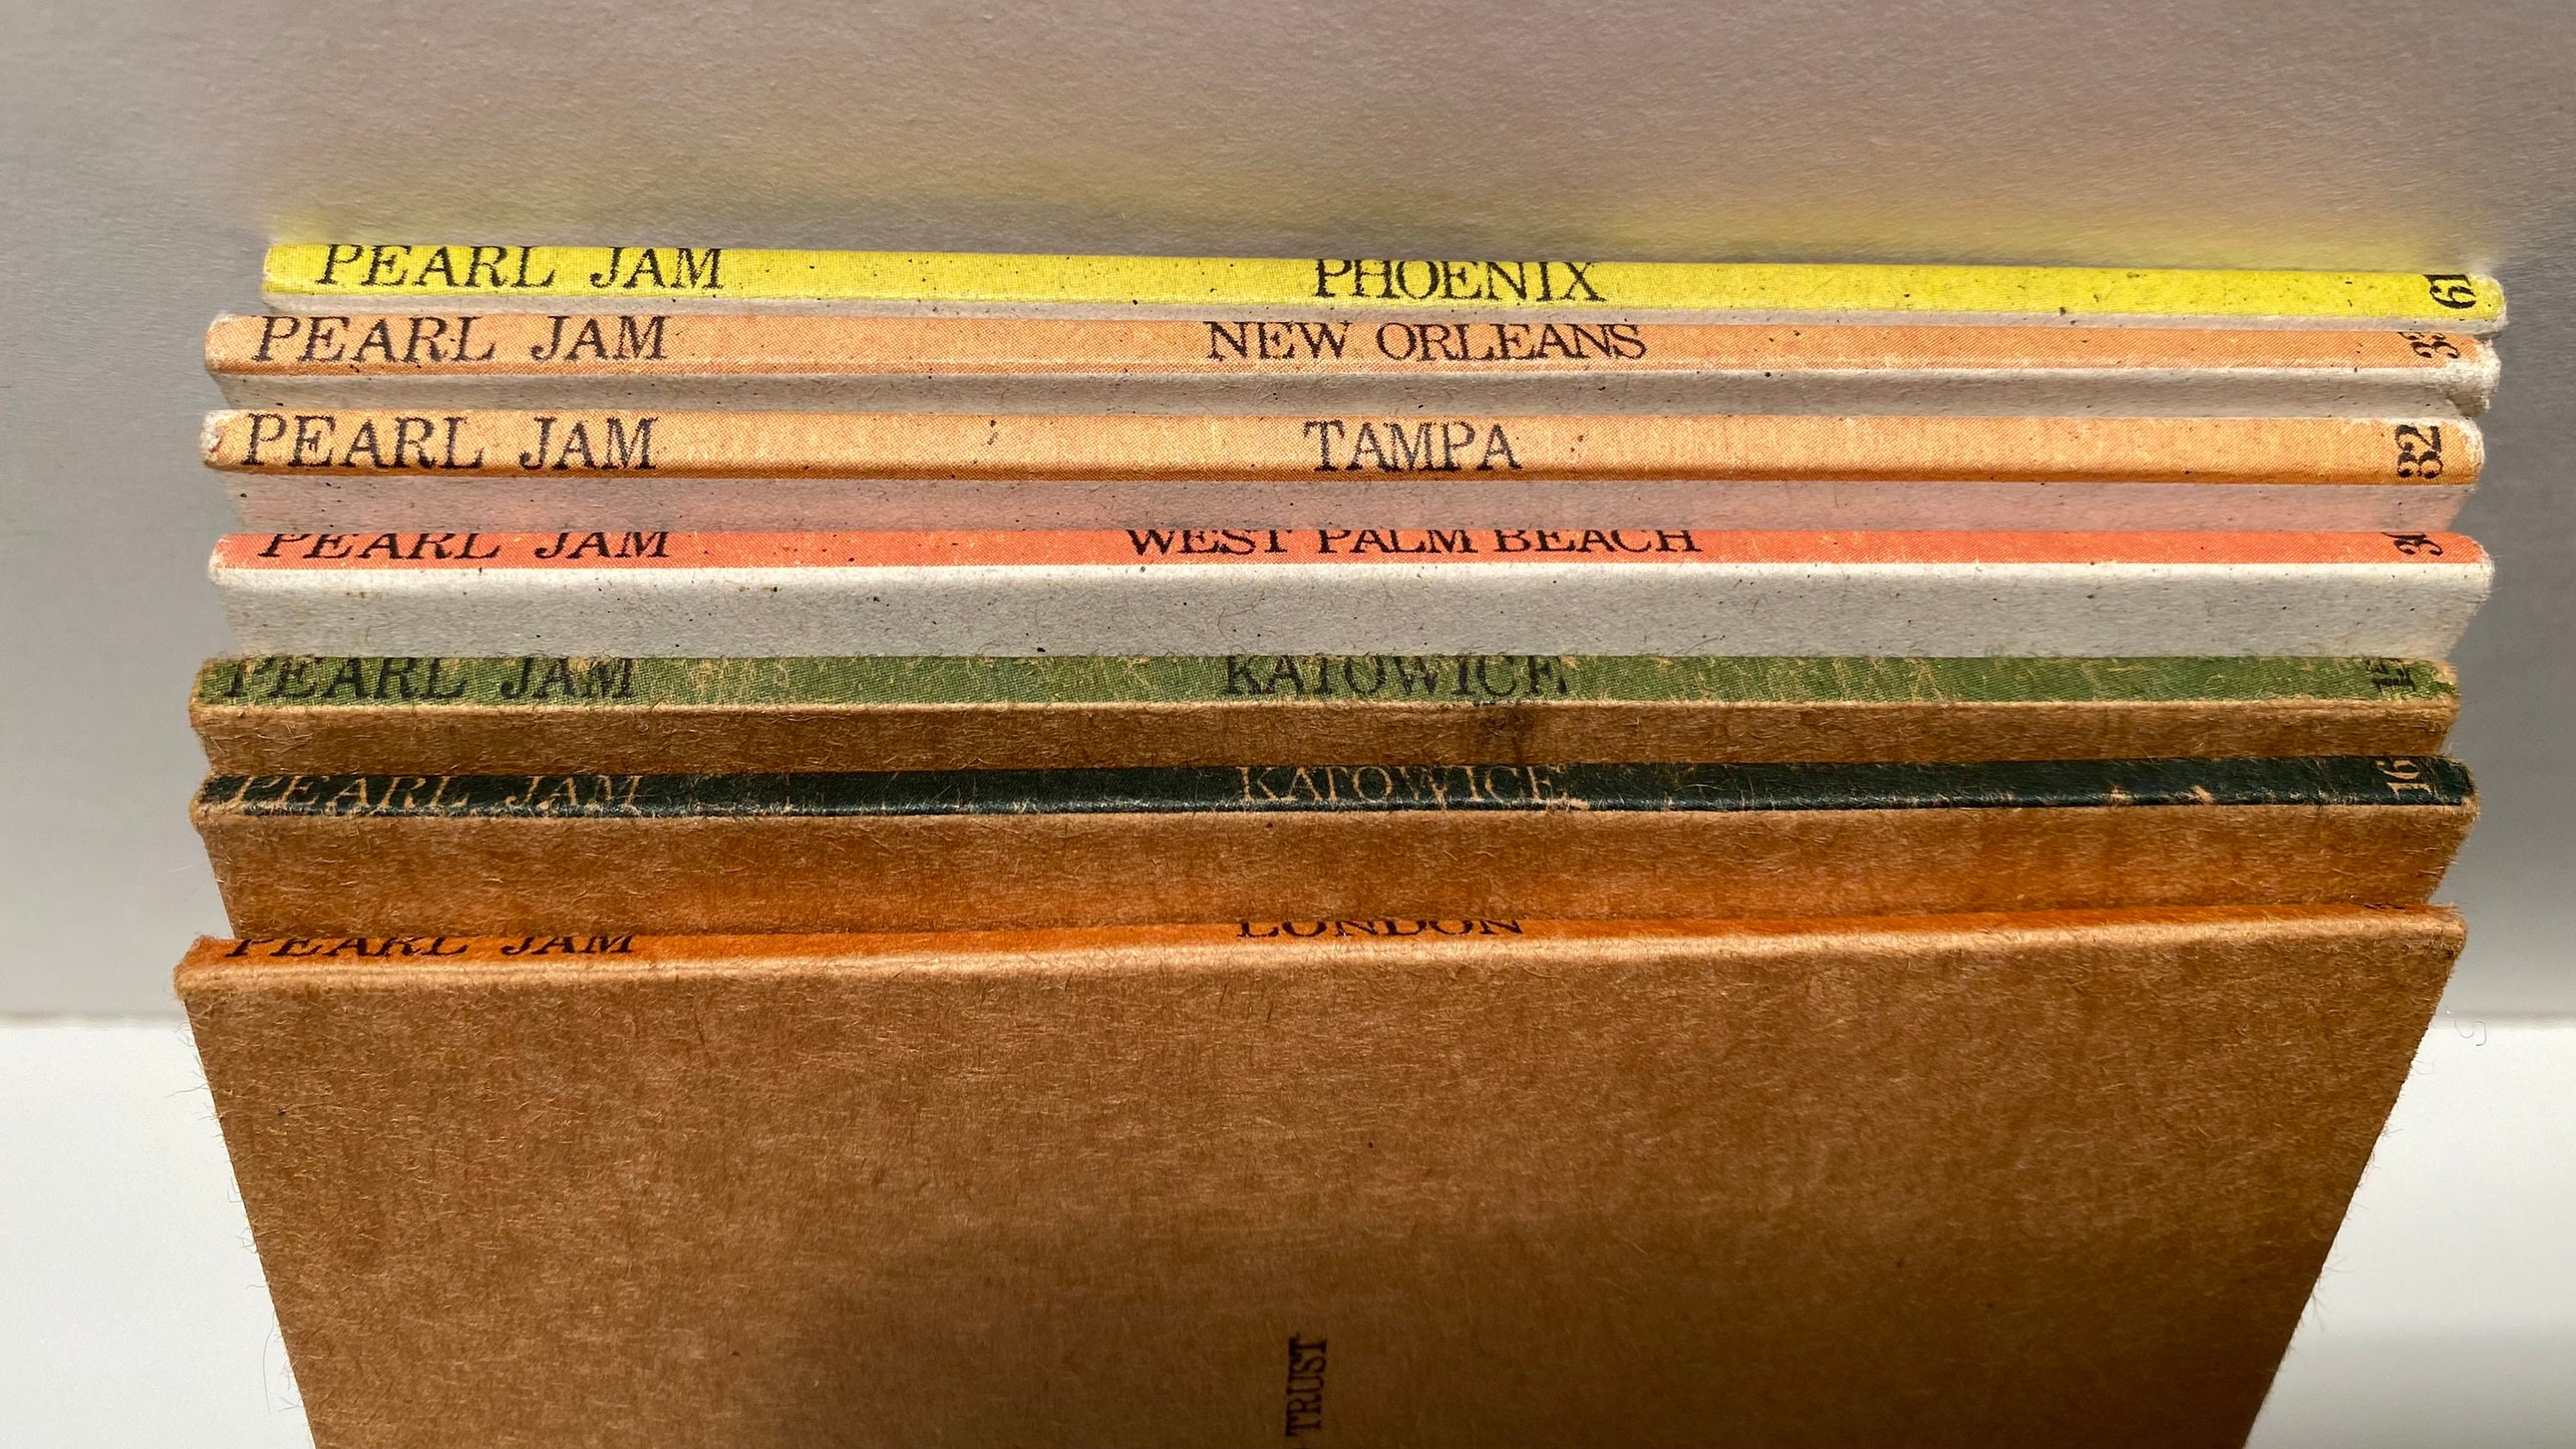 PEARL JAM PHOENIX 61
PEARL JAM NEW ORLEANS
PEARL JAM TAMPA 32
PEARL JAM WEST PALM BEACH
PEARL JAM KATOWICE
PEARL JAM KATOWICE 16
PEARL JAM LONDON
TRUST